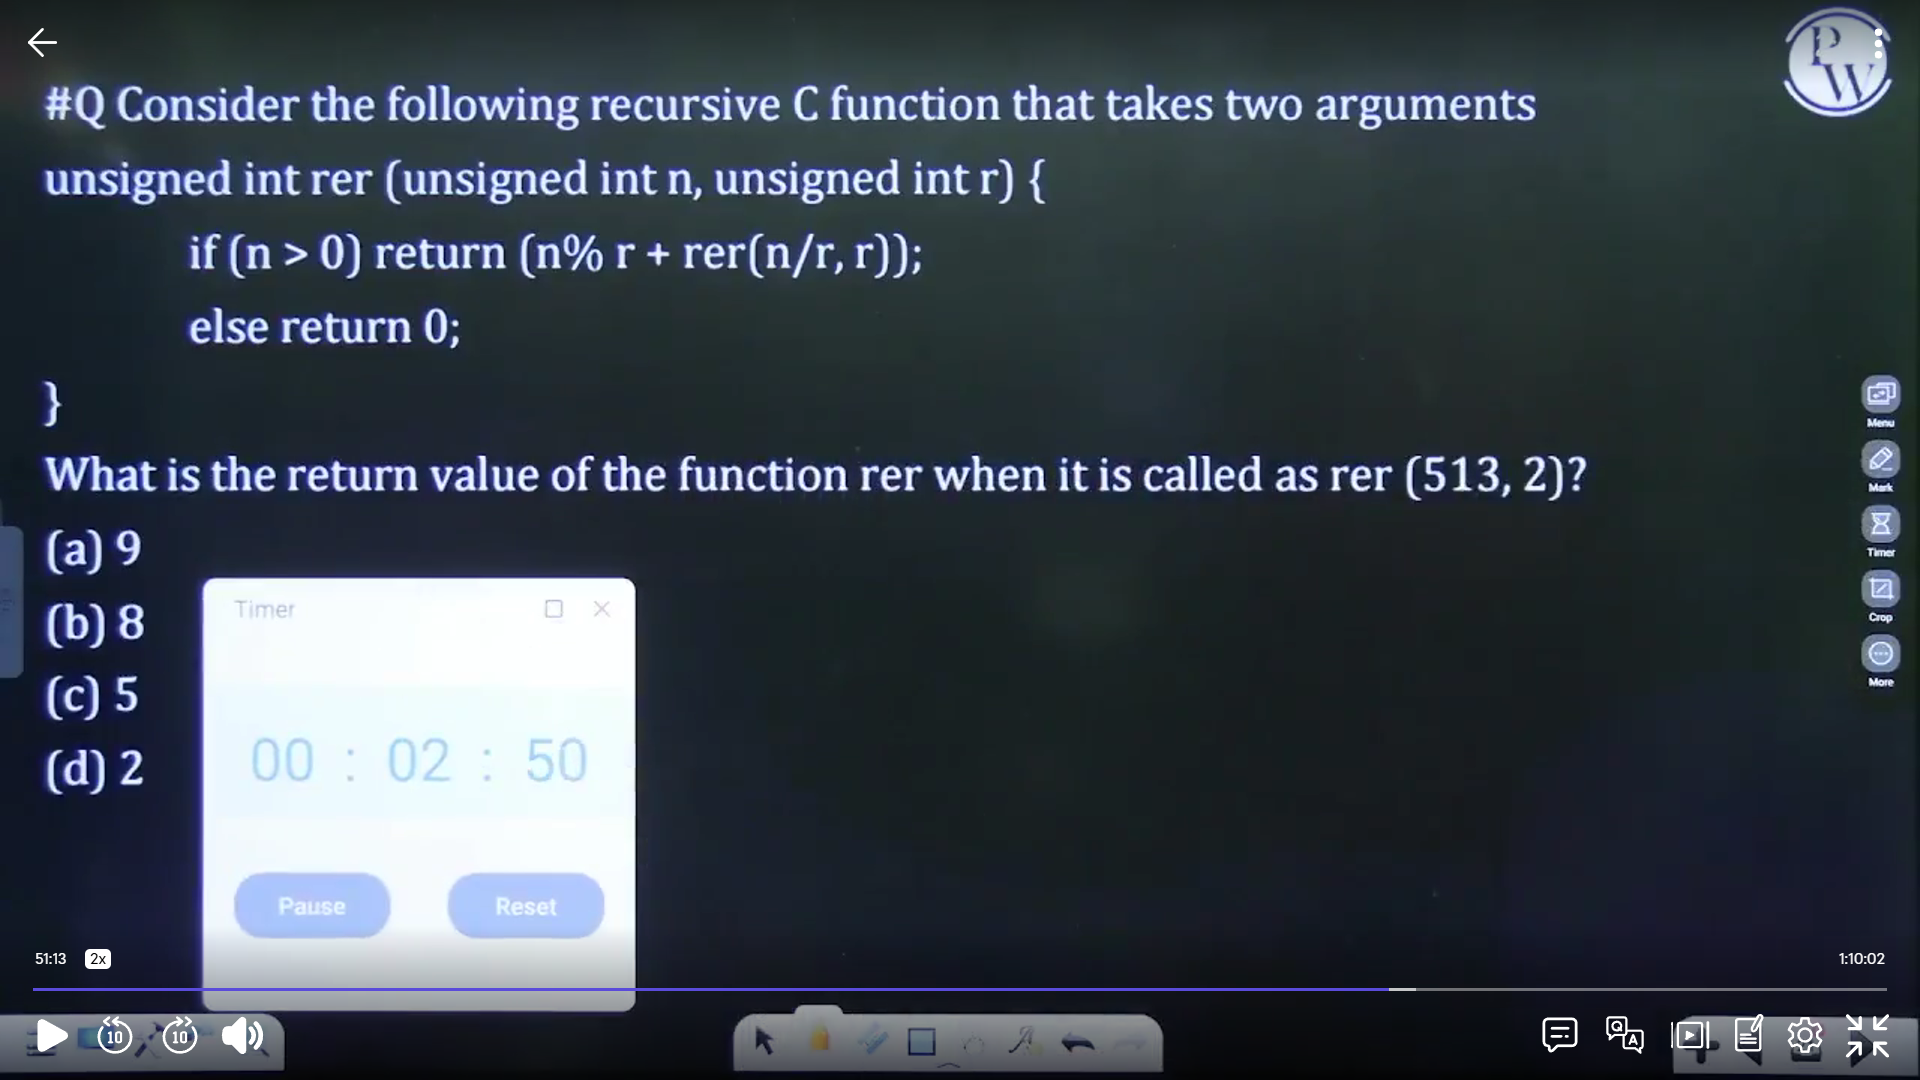 PW
#Q Consider the following recursive C function that takes two arguments
unsigned int rer (unsigned int n, unsigned int r) {
if (n > 0) return (n% r + rer(n/r, r));
else return 0;
}
What is the return value of the function rer when it is called as rer (513, 2)?
(a) 9
(b) 8
(c) 5
(d) 2
Timer
00 : 02 : 50
Pause
Reset
Menu
Mark
Timer
Crop
More
51:13
2x
1:10:02
10
10
Q
A